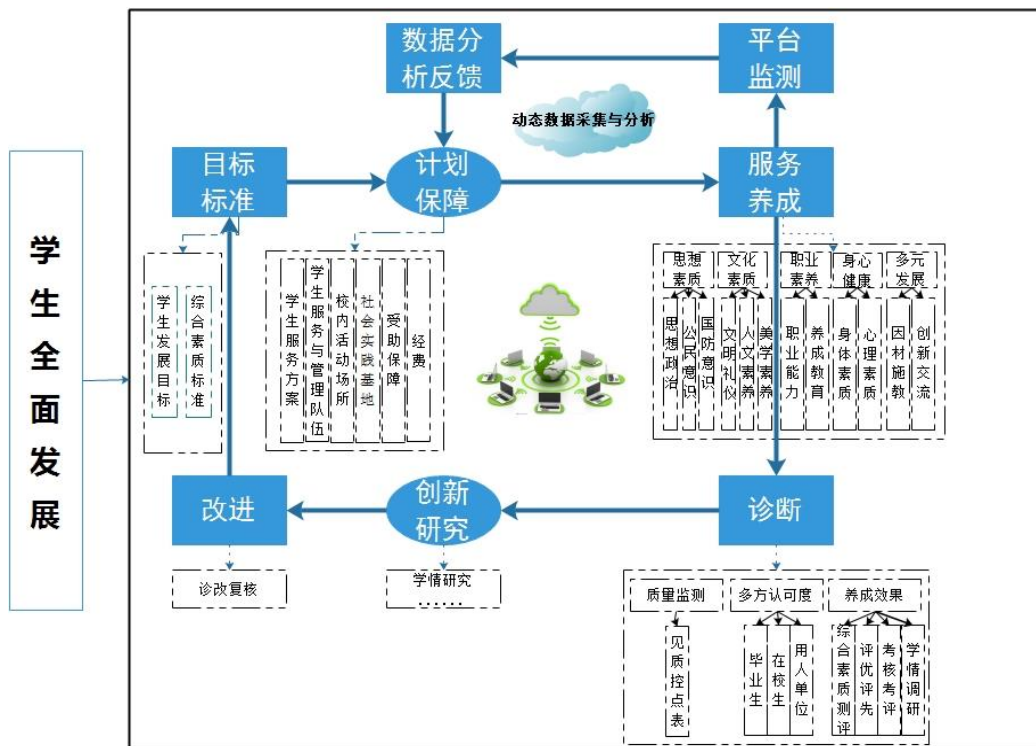 学生全面发展
数据分
析反馈
平台
监测
动态数据采集与分析
目标
标准
计划
保障
服务
养成
学生发展目标
综合素质标准
学生服务方案
学生服务与管理队伍
校内活动场所
社会实践基地
受助保障
经费
思想
素质
文化
素质
职业
素养
身心
健康
多元
发展
思想政治
公民意识
国防意识
文明礼仪
人文素养
美学素养
职业能力
养成教育
身体素质
心理素质
因材施教
创新交流
改进
创新
研究
诊断
诊改复核
学情研究
……
质量监测
多方认可度
养成效果
见质控点表
毕业生
在校生
用人单位
综合素质测评
评优评先
考核考评
学情调研